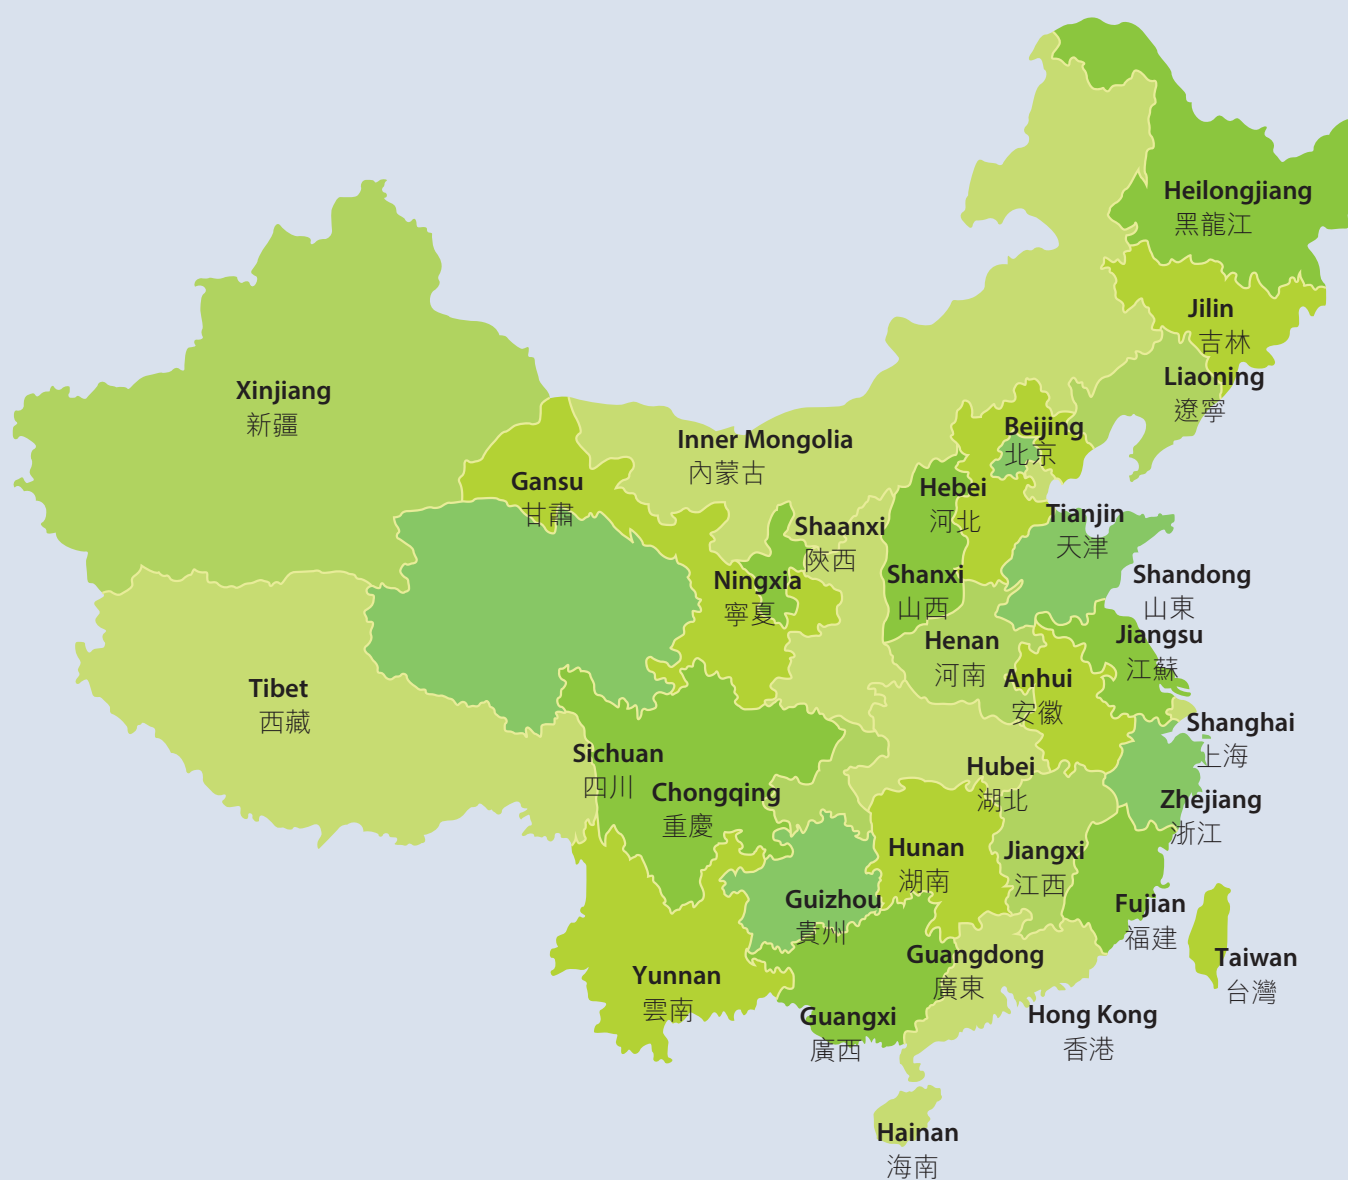 Heilongjiang
黑龍江
Jilin
吉林
Liaoning
遼寧
Xinjiang
新疆
Inner Mongolia
內蒙古
Beijing
北京
Gansu
甘肅
Hebei
河北
Shaanxi
陝西
Tianjin
天津
Ningxia
寧夏
Shanxi
山西
Shandong
山東
Henan
河南
Jiangsu
江蘇
Tibet
西藏
Anhui
安徽
Shanghai
上海
Sichuan
四川
Chongqing
重慶
Hubei
湖北
Zhejiang
浙江
Hunan
湖南
Jiangxi
江西
Guizhou
貴州
Fujian
福建
Yunnan
雲南
Guangdong
廣東
Taiwan
台灣
Guangxi
廣西
Hong Kong
香港
Hainan
海南